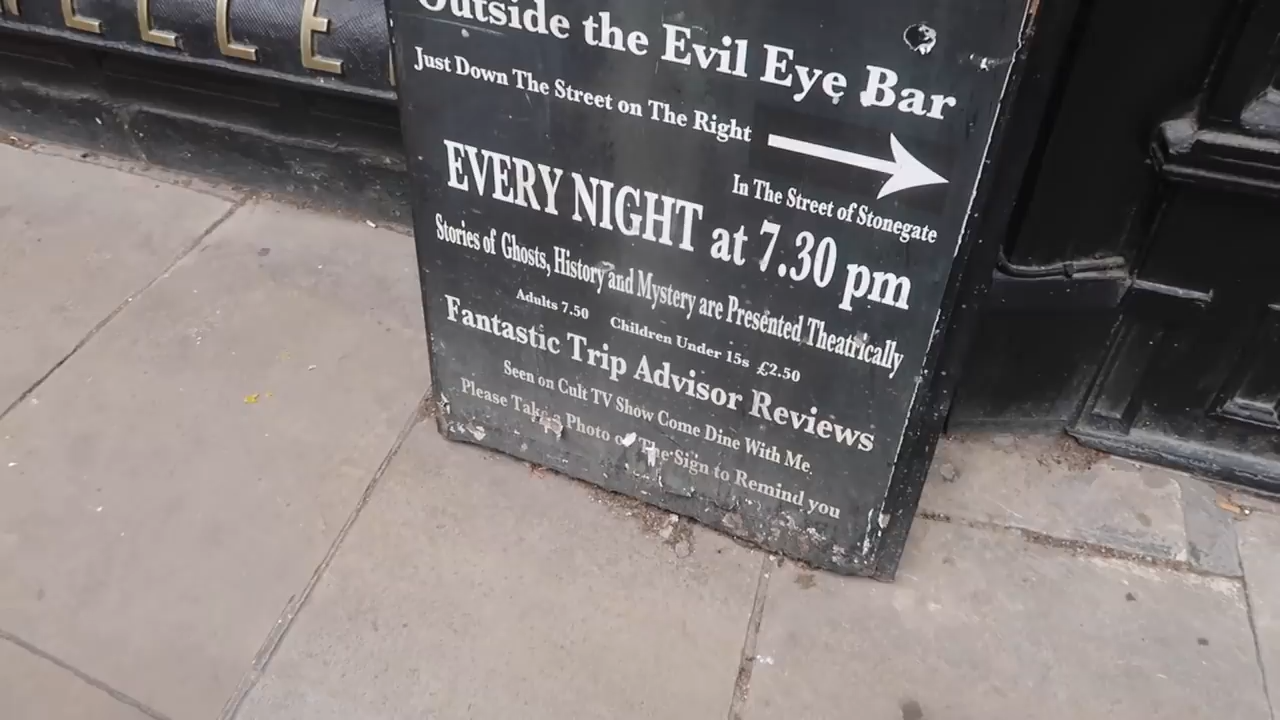 ELLE
Outside the Evil Eye Bar
Just Down The Street on The Right
In The Street of Stonegate
EVERY NIGHT at 7.30 pm
Stories of Ghosts, History and Mystery are Presented Theatrically
Adults 7.50 Children Under 15s £2.50
Fantastic Trip Advisor Reviews
Seen on Cult TV Show Come Dine With Me.
Please Take a Photo of The Sign to Remind you